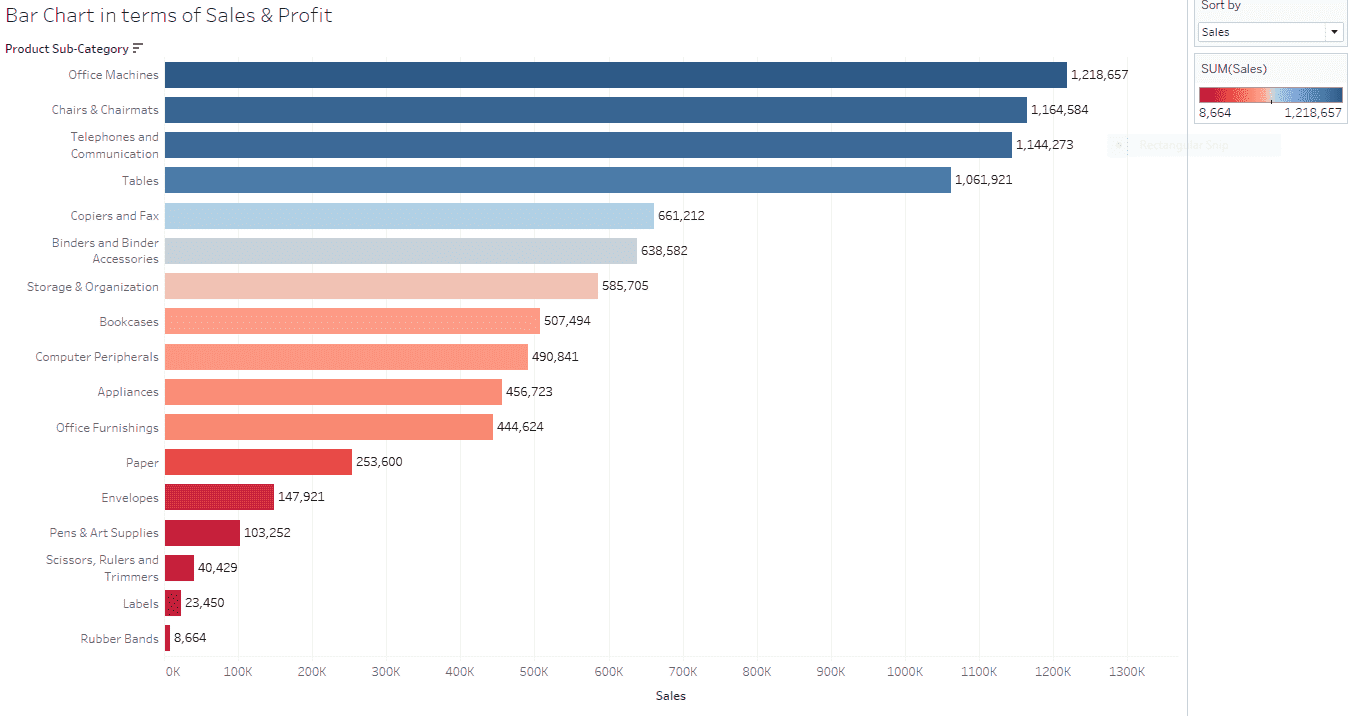 Bar Chart in terms of Sales & Profit
Product Sub-Category
Office Machines
1,218,657
Chairs & Chairmats
1,164,584
Telephones and
Communication
1,144,273
Tables
1,061,921
Copiers and Fax
661,212
Binders and Binder
Accessories
638,582
Storage & Organization
585,705
Bookcases
507,494
Computer Peripherals
490,841
Appliances
456,723
Office Furnishings
444,624
Paper
253,600
Envelopes
147,921
Pens & Art Supplies
103,252
Scissors, Rulers and
Trimmers
40,429
Labels
23,450
Rubber Bands
8,664
0K 100K 200K 300K 400K 500K 600K 700K 800K 900K 1000K 1100K 1200K 1300K
Sales
Sort by
Sales
SUM(Sales)
8,664 1,218,657
Rectangular Snip